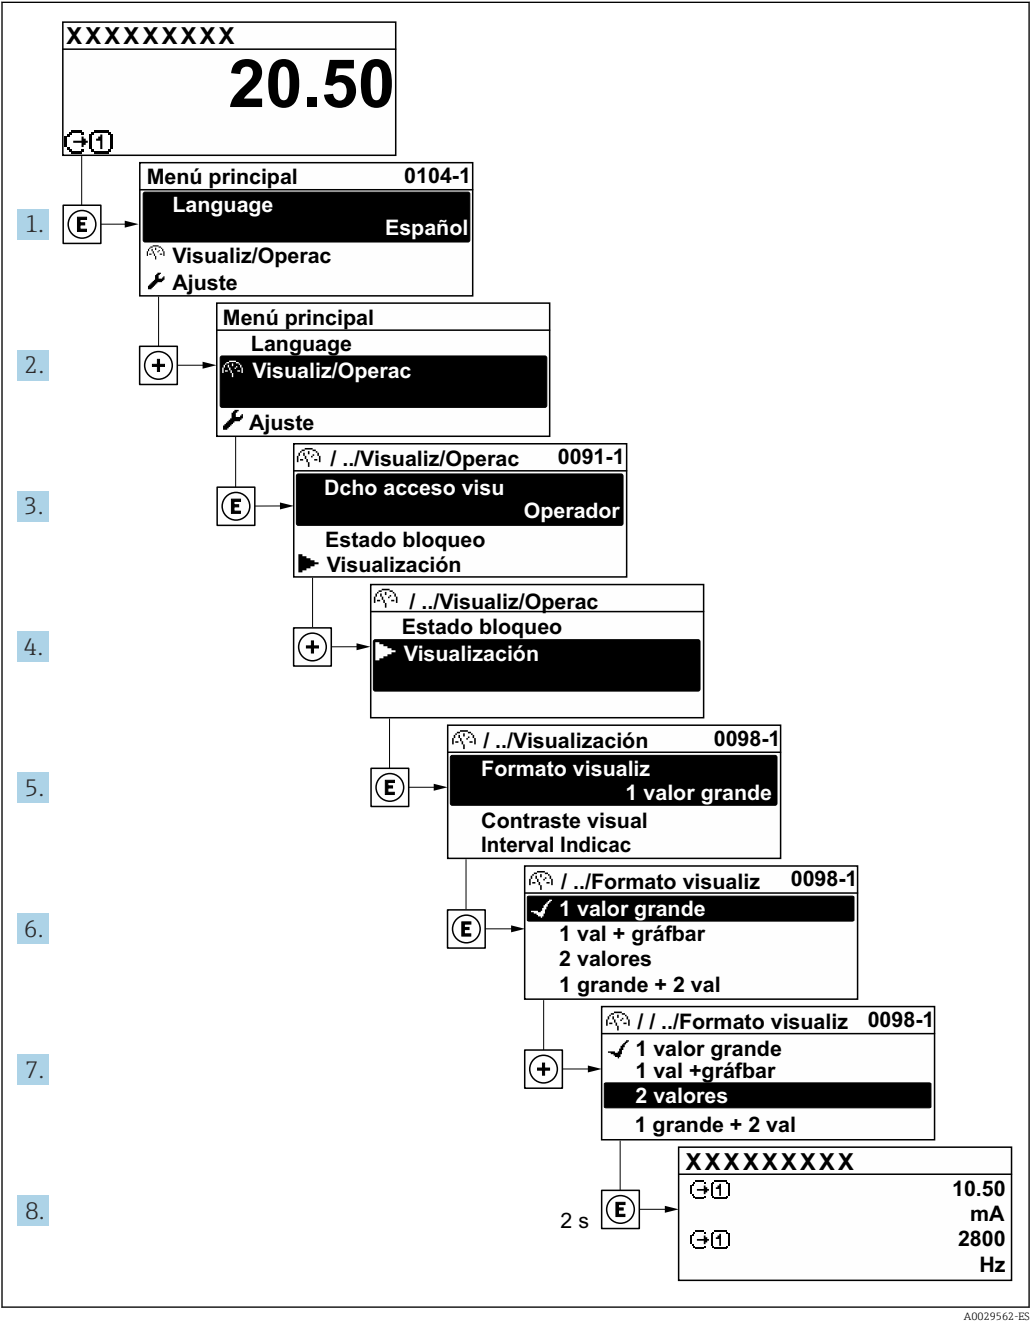 XXXXXXXXX
20.50
1
Menú principal 0104-1
Language
1. E Español
Visualiz/Operac
Ajuste
Menú principal
Language
2. + Visualiz/Operac
Ajuste
/ ../Visualiz/Operac 0091-1
Dcho acceso visu
3. E Operador
Estado bloqueo
Visualización
/ ../Visualiz/Operac
Estado bloqueo
4. + Visualización
/ ../Visualización 0098-1
Formato visualiz
5. E 1 valor grande
Contraste visual
Interval Indicac
/ ../Formato visualiz 0098-1
1 valor grande
6. E 1 val + gráfbar
2 valores
1 grande + 2 val
/ / ../Formato visualiz 0098-1
1 valor grande
7. + 1 val +gráfbar
2 valores
1 grande + 2 val
XXXXXXXXX
1 10.50
8. 2 s E mA
1 2800
Hz
A0029562-ES